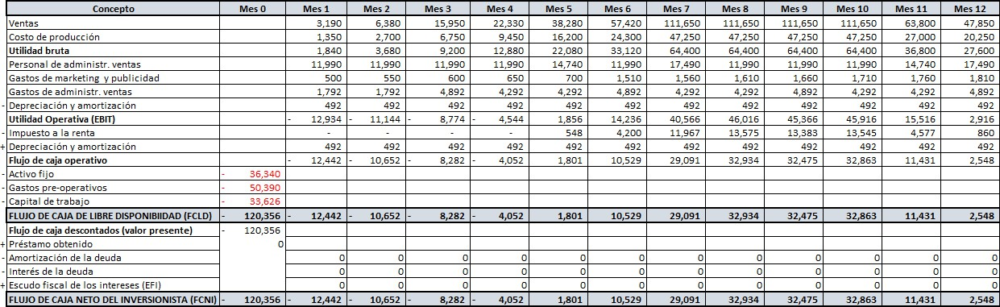 Concepto Mes 0 Mes 1 Mes 2 Mes 3 Mes 4 Mes 5 Mes 6 Mes 7 Mes 8 Mes 9 Mes 10 Mes 11 Mes 12
Ventas 3,190 6,380 15,950 22,330 38,280 57,420 111,650 111,650 111,650 111,650 63,800 47,850
Costo de producción 1,350 2,700 6,750 9,450 16,200 24,300 47,250 47,250 47,250 47,250 27,000 20,250
Utilidad bruta 1,840 3,680 9,200 12,880 22,080 33,120 64,400 64,400 64,400 64,400 36,800 27,600
Personal de administr. ventas 11,990 11,990 11,990 11,990 14,740 11,990 17,490 11,990 11,990 11,990 14,740 17,490
Gastos de marketing y publicidad 500 550 600 650 700 1,510 1,560 1,610 1,660 1,710 1,760 1,810
Gastos de administr. ventas 1,792 1,792 4,892 4,292 4,292 4,892 4,292 4,292 4,892 4,292 4,292 4,892
- Depreciación y amortización 492 492 492 492 492 492 492 492 492 492 492 492
Utilidad Operativa (EBIT) - 12,934 - 11,144 - 8,774 - 4,544 1,856 14,236 40,566 46,016 45,366 45,916 15,516 2,916
- Impuesto a la renta - - - - 548 4,200 11,967 13,575 13,383 13,545 4,577 860
+ Depreciación y amortización 492 492 492 492 492 492 492 492 492 492 492 492
Flujo de caja operativo - 12,442 - 10,652 - 8,282 - 4,052 1,801 10,529 29,091 32,934 32,475 32,863 11,431 2,548
- Activo fijo - 36,340
- Gastos pre-operativos - 50,390
- Capital de trabajo - 33,626
FLUJO DE CAJA DE LIBRE DISPONIBIIDAD (FCLD) - 120,356 - 12,442 - 10,652 - 8,282 - 4,052 1,801 10,529 29,091 32,934 32,475 32,863 11,431 2,548
Flujo de caja descontados (valor presente) - 120,356
+ Préstamo obtenido 0
- Amortización de la deuda 0 0 0 0 0 0 0 0 0 0 0 0
- Interés de la deuda 0 0 0 0 0 0 0 0 0 0 0 0
+ Escudo fiscal de los intereses (EFI) 0 0 0 0 0 0 0 0 0 0 0 0
FLUJO DE CAJA NETO DEL INVERSIONISTA (FCNI) - 120,356 - 12,442 - 10,652 - 8,282 - 4,052 1,801 10,529 29,091 32,934 32,475 32,863 11,431 2,548